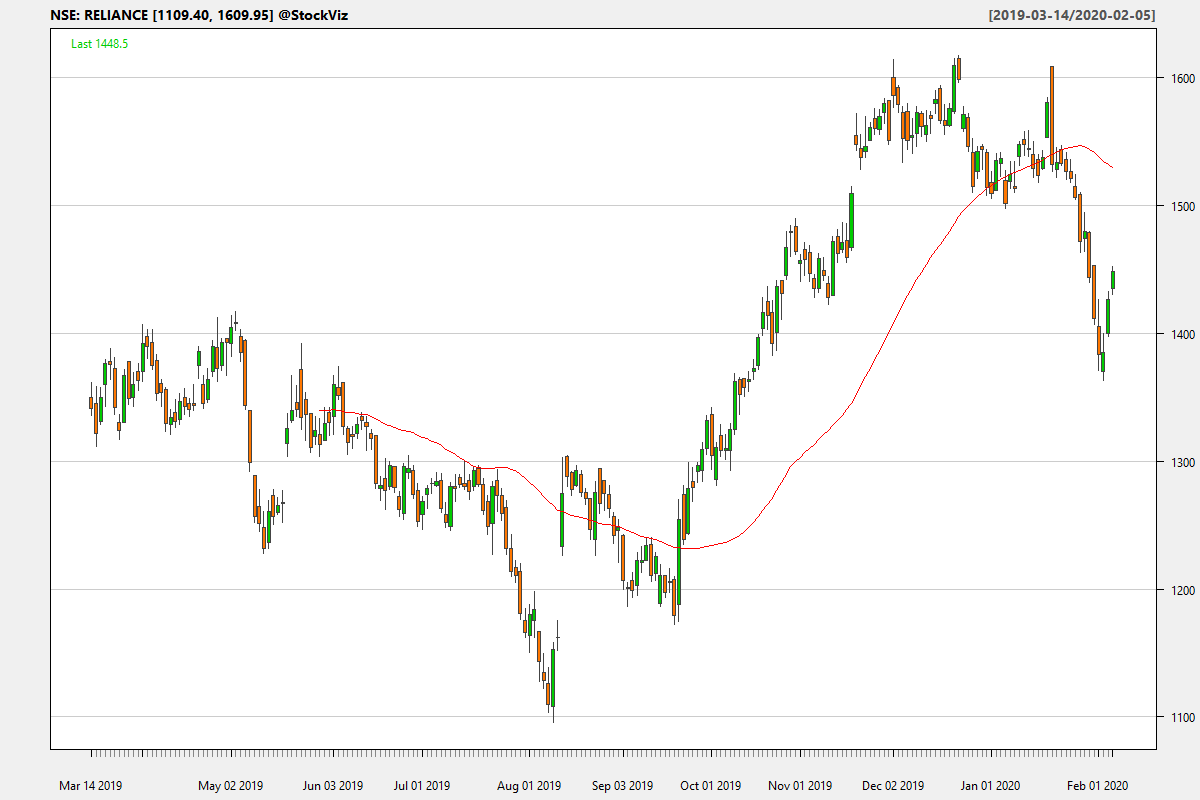 NSE: RELIANCE [1109.40, 1609.95] @StockViz
[2019-03-14/2020-02-05]
Last 1448.5
1600
1500
1400
1300
1200
1100
Mar 14 2019 May 02 2019 Jun 03 2019 Jul 01 2019 Aug 01 2019 Sep 03 2019 Oct 01 2019 Nov 01 2019 Dec 02 2019 Jan 01 2020 Feb 01 2020